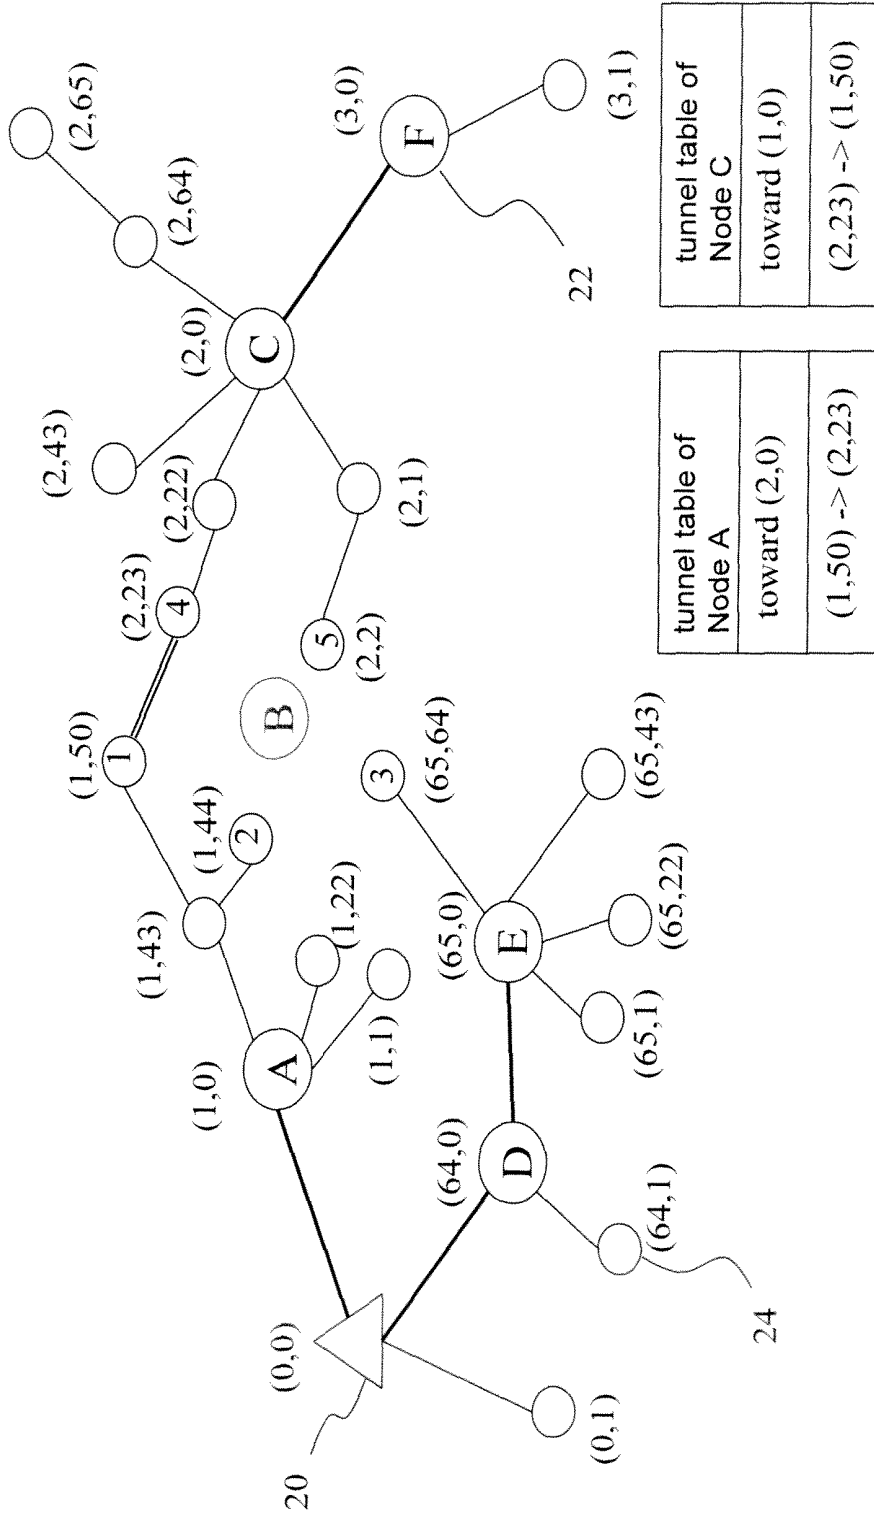 (0,0)
20
(0,1)
(1,0)
A
(1,43)
(1,44)
2
(1,50)
1
(1,22)
(1,1)
(64,0)
D
(64,1)
24
(65,0)
E
(65,1)
(65,22)
(65,43)
(65,64)
3
B
(2,23)
4
(2,22)
(2,43)
(2,0)
C
(2,64)
(2,65)
(2,1)
5
(2,2)
(3,0)
F
(3,1)
22
tunnel table of
Node A
toward (2,0)
(1,50) -> (2,23)
tunnel table of
Node C
toward (1,0)
(2,23) -> (1,50)